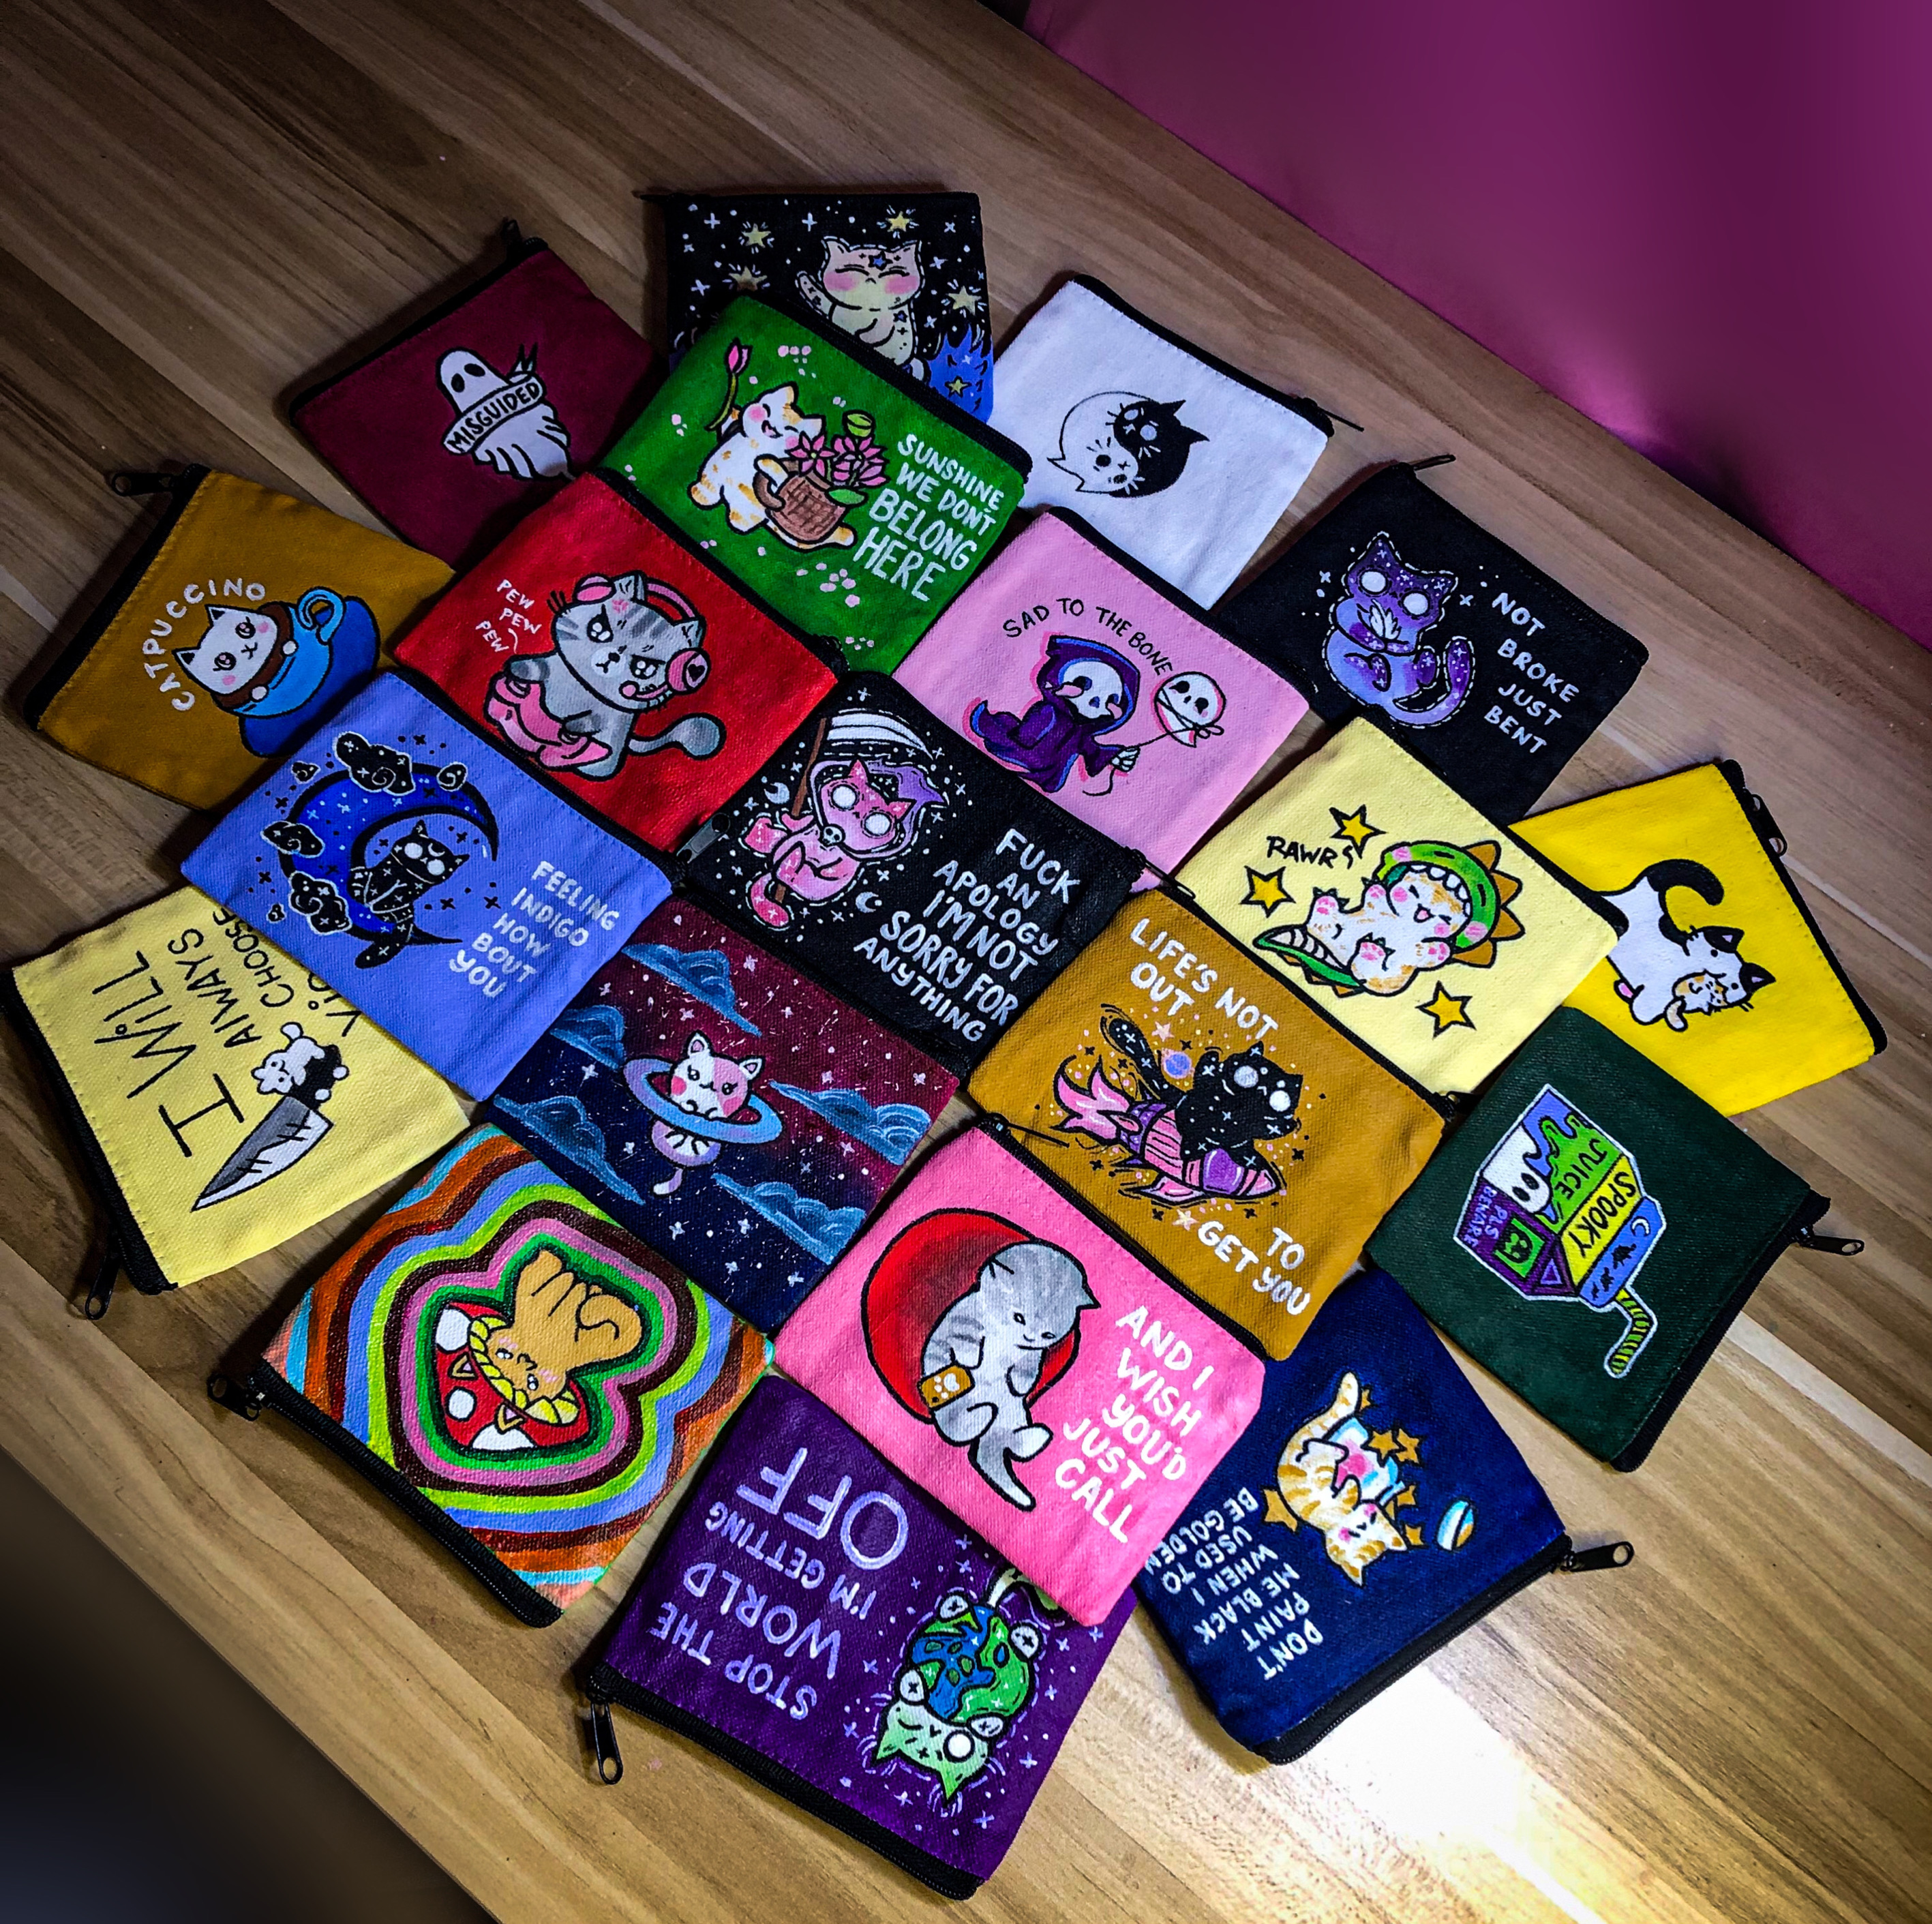 MISGUIDED
SUNSHINE
WE DON'T
BELONG
HERE
CATPUCCINO
PEW
PEW
PEW
SAD TO THE BONE
NOT
BROKE
JUST
BENT
FEELING
INDIGO
HOW
BOUT
YOU
FUCK
AN
APOLOGY
I'M NOT
SORRY FOR
ANYTHING
RAWR
I WILL
ALWAYS
CHOOSE
LIFE'S NOT
OUT
TO
GET YOU
SPOOKY
JUICE
PLS
BEWARE
AND I
WISH
YOU'D
JUST
CALL
STOP THE
WORLD
I'M GETTING
OFF
DON'T
PAINT
ME BLACK
WHEN I
USED TO
BE GOLDEN